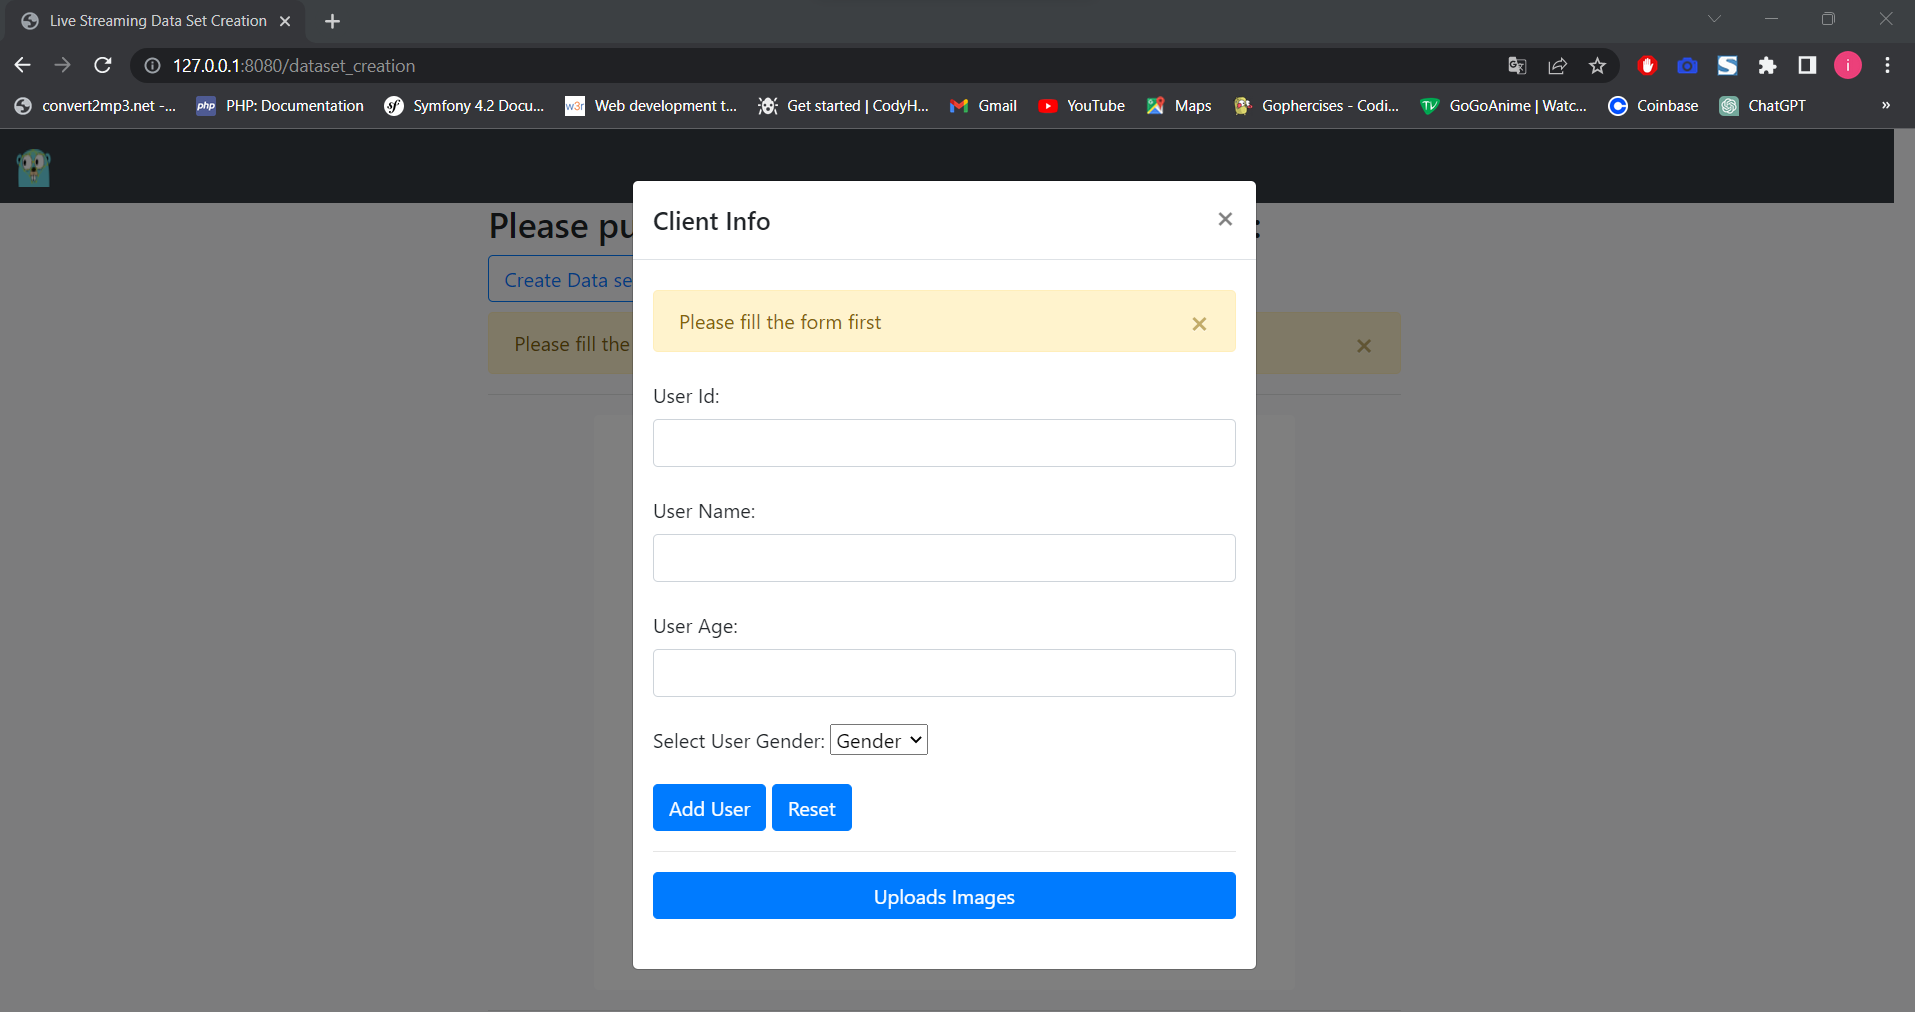 Live Streaming Data Set Creation
127.0.0.1:8080/dataset_creation
convert2mp3.net -... PHP: Documentation Symfony 4.2 Docu... w3r Web development t... Get started | CodyH... Gmail YouTube Maps Gophercises - Codi... GoGoAnime | Watc... Coinbase ChatGPT »
Please
Create Data
Please fill the
Client Info
Please fill the form first
User Id:
User Name:
User Age:
Select User Gender: Gender
Add User Reset
Uploads Images